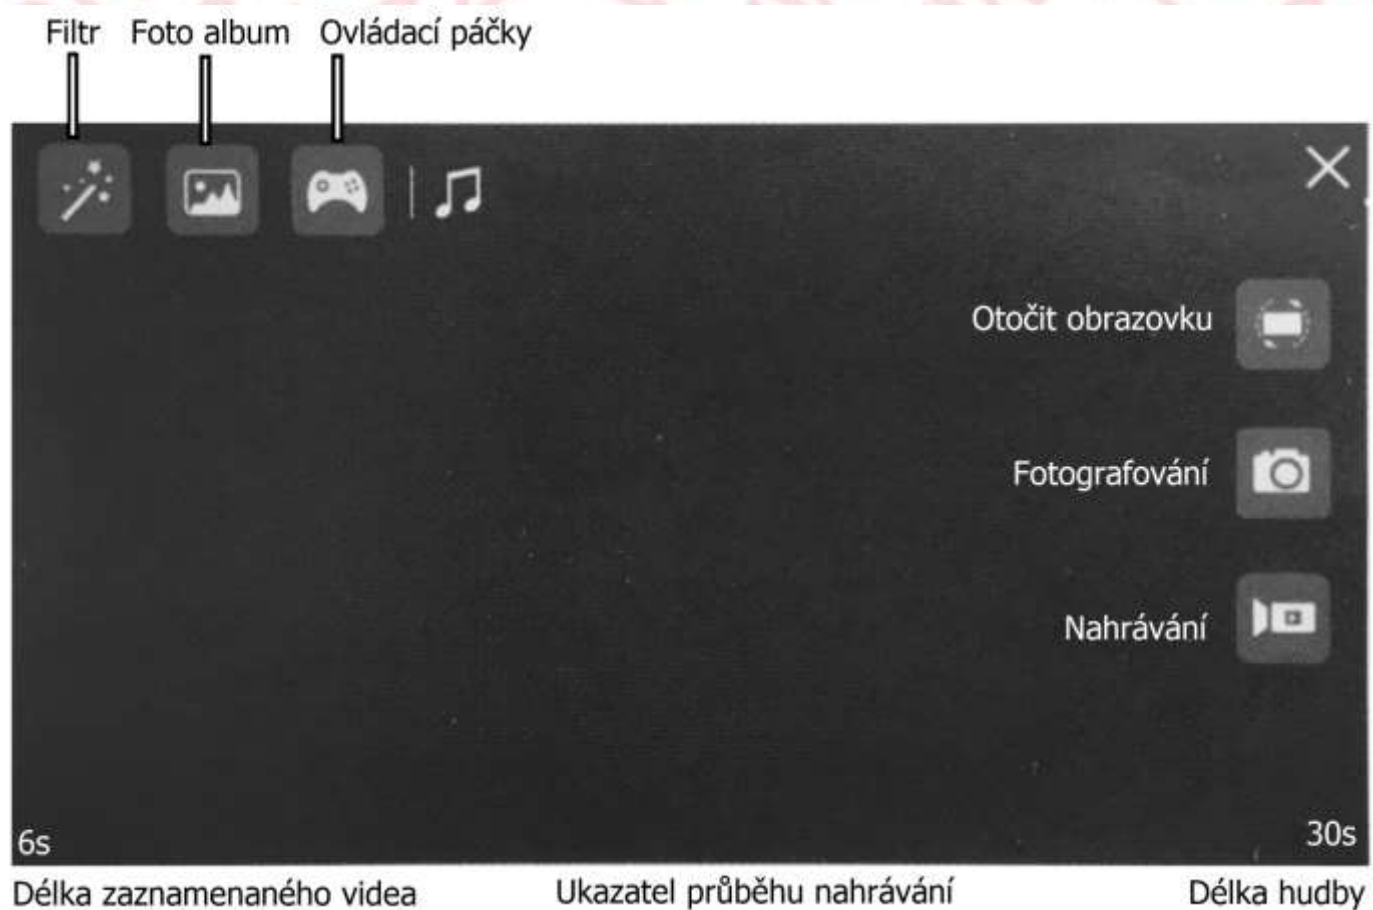 Filtr Foto album Ovládací páčky
Otočit obrazovku
Fotografování
Nahrávání
6s 30s
Délka zaznamenaného videa Ukazatel průběhu nahrávání Délka hudby